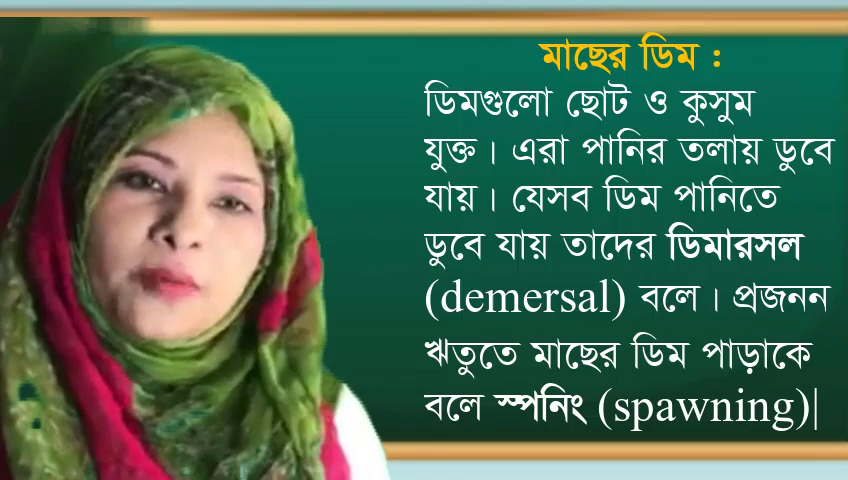 মাছের ডিম :
ডিমগুলো ছোট ও কুসুম
যুক্ত। এরা পানির তলায় ডুবে
যায়। যেসব ডিম পানিতে
ডুবে যায় তাদের ডিমারসল
(demersal) বলে। প্রজনন
ঋতুতে মাছের ডিম পাড়াকে
বলে স্পনিং (spawning)|